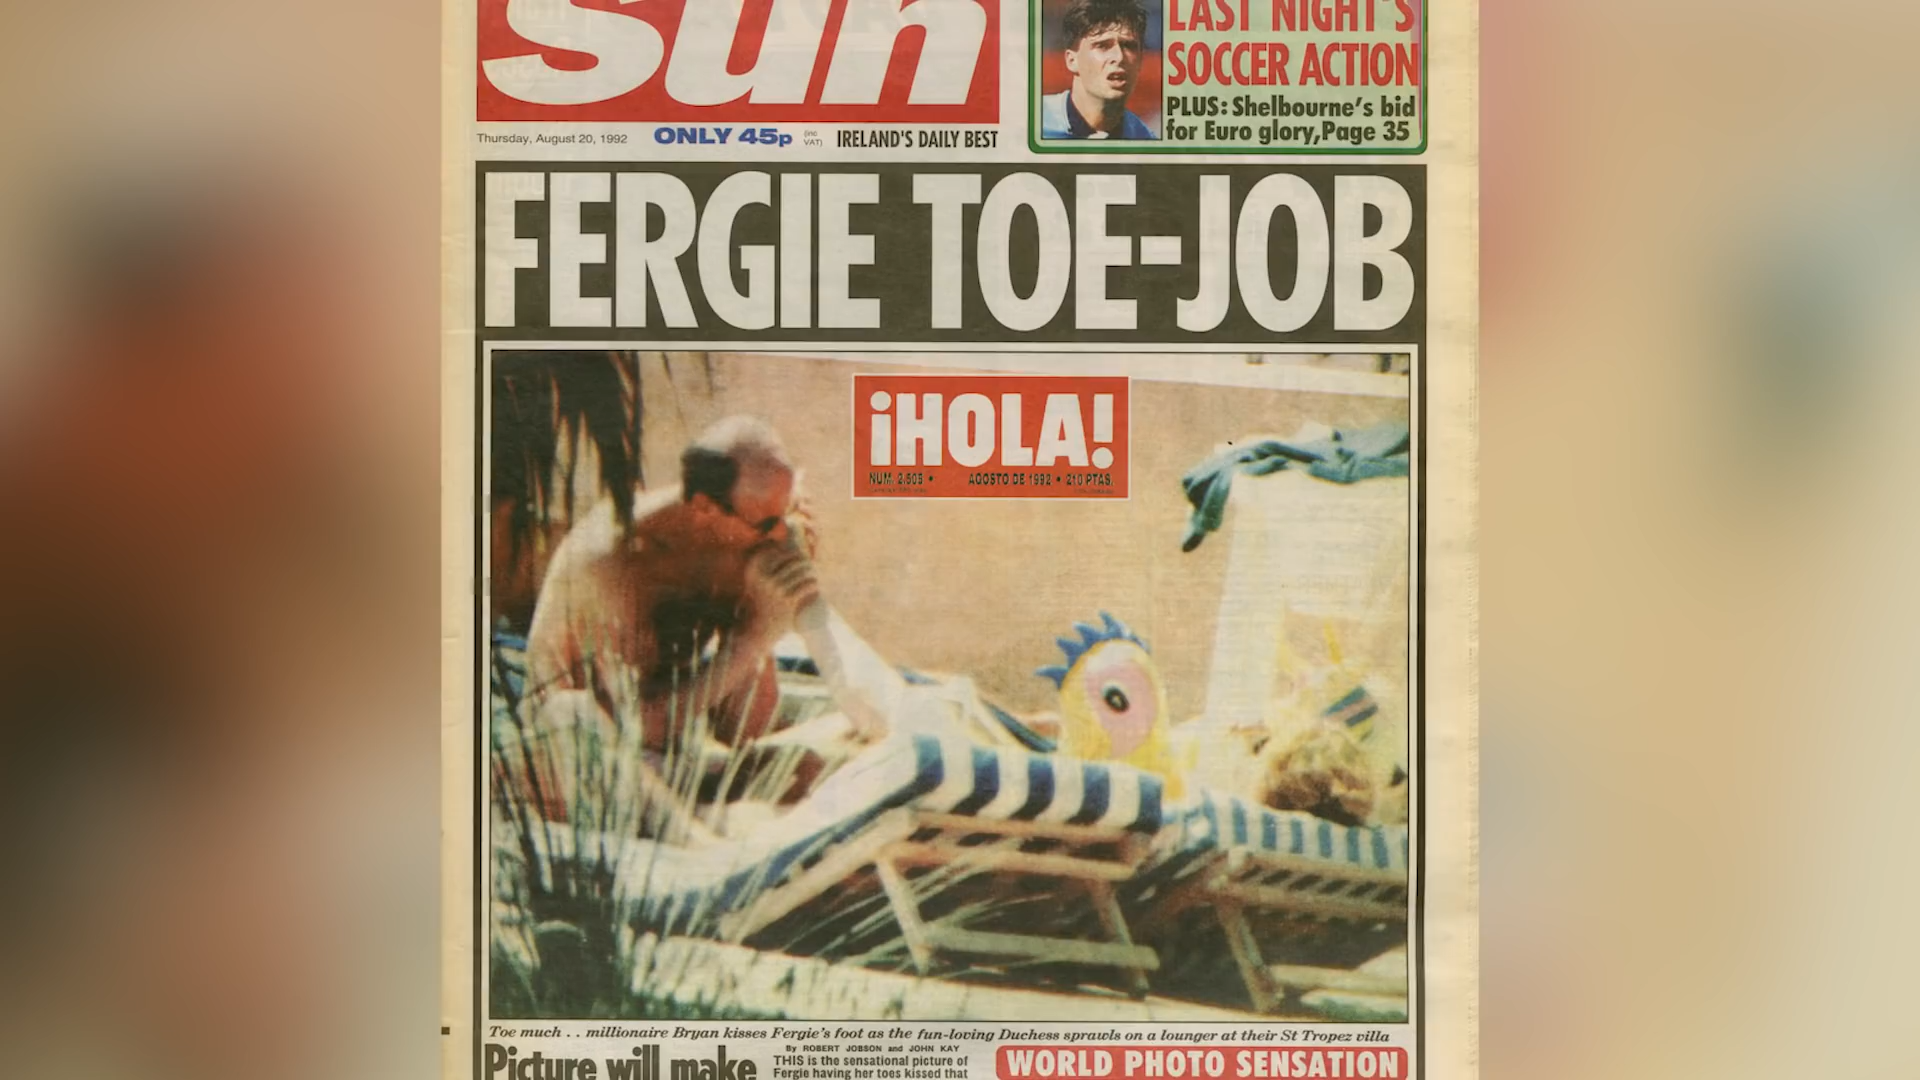 Sun
LAST NIGHT'S
SOCCER ACTION
PLUS: Shelbourne's bid
for Euro glory, Page 35
Thursday, August 20, 1992
ONLY 45p
(inc
VAT)
IRELAND'S DAILY BEST
FERGIE TOE-JOB
¡HOLA!
NUM. 2.508 • AGOSTO DE 1992 • 210 PTAS.
Toe much . . millionaire Bryan kisses Fergie's foot as the fun-loving Duchess sprawls on a lounger at their St Tropez villa
Picture will make
By ROBERT JOBSON and JOHN KAY
THIS is the sensational picture of
Fergie having her toes kissed that
WORLD PHOTO SENSATION